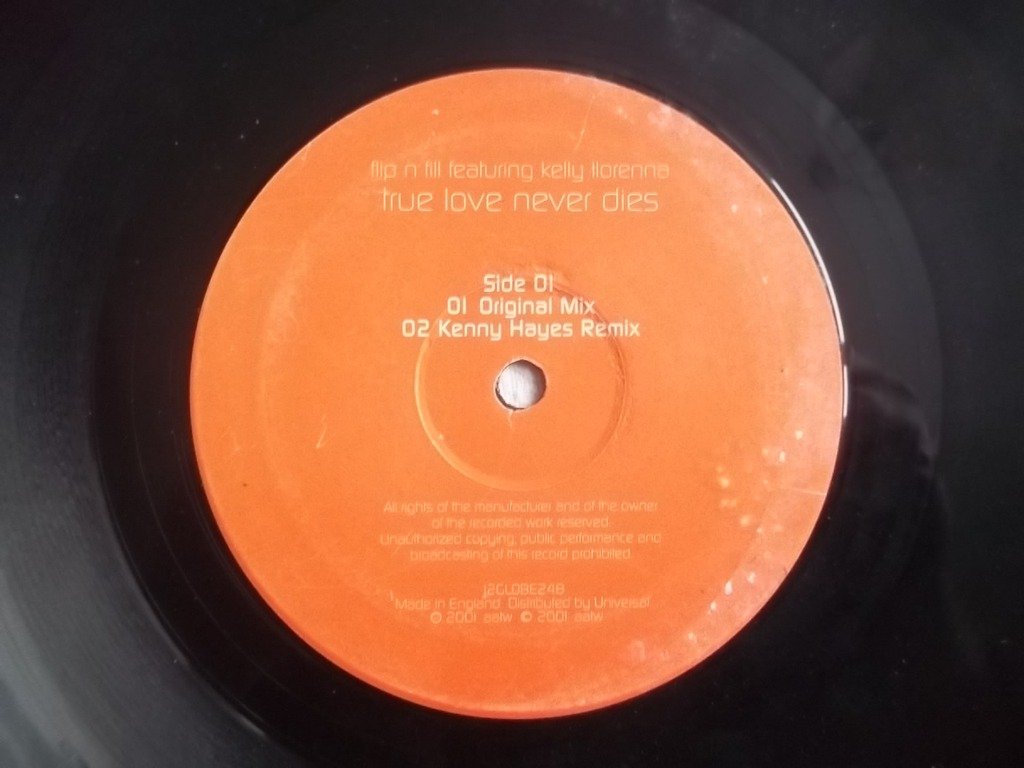 flip n fill featuring kelly llorenna
true love never dies
Side 01
01 Original Mix
02 Kenny Hayes Remix
All rights of the manufacturer and of the owner
of the recorded work reserved.
Unauthorized copying, public performance and
broadcasting of this record prohibited.
j2GLOBE248
Made in England. Distributed by Universal
© 2001 aatw © 2001 aatw